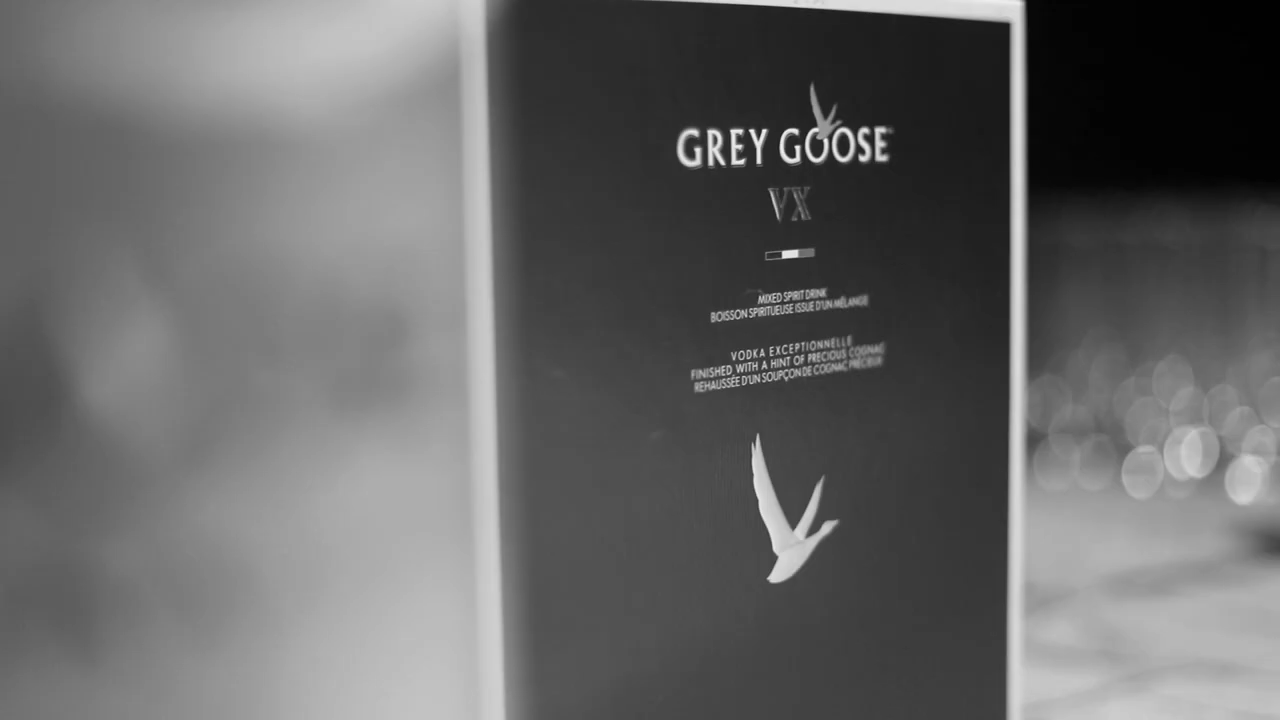 GREY GOOSE
VX
MIXED SPIRIT DRINK
BOISSON SPIRITUEUSE ISSUE D'UN MÉLANGE
VODKA EXCEPTIONNELLE
FINISHED WITH A HINT OF PRECIOUS COGNAC
REHAUSSÉE D'UN SOUPÇON DE COGNAC PRÉCIEUX